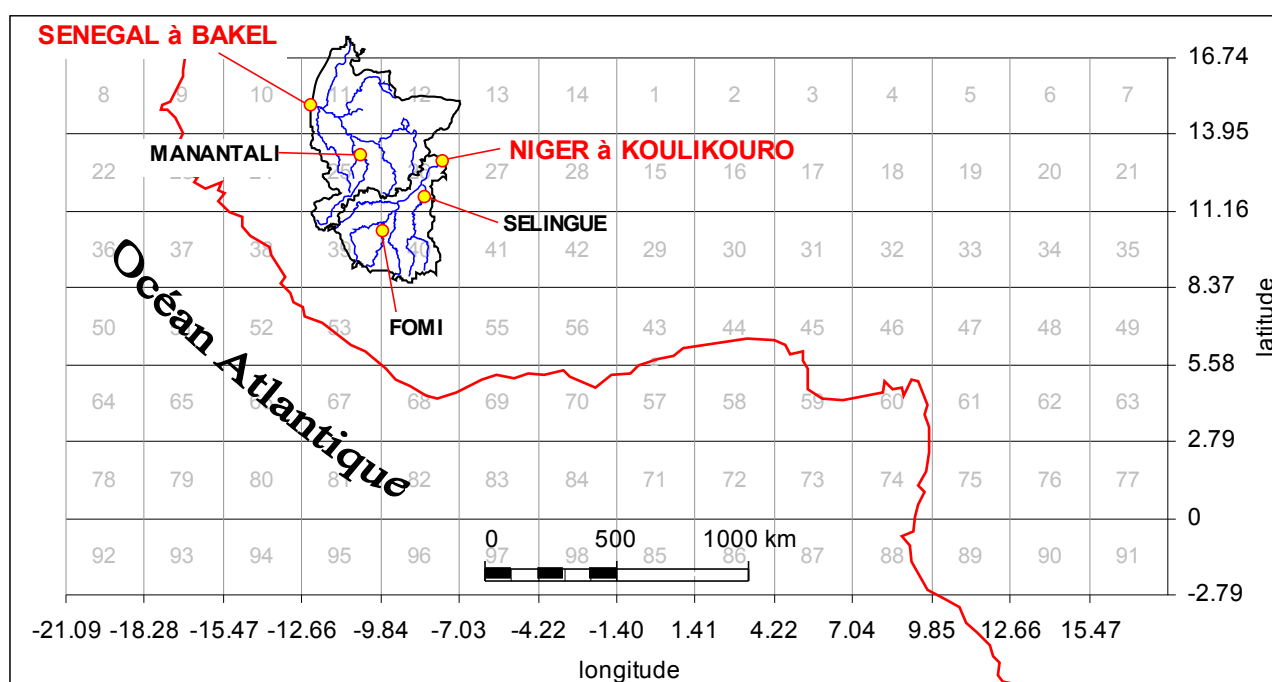 SENEGAL à BAKEL
16.74
8 9 10 11 12 13 14 1 2 3 4 5 6 7
13.95
MANANTALI
NIGER à KOULIKOURO
22 27 28 15 16 17 18 19 20 21
11.16
SELINGUE
36 37 38 39 40 41 42 29 30 31 32 33 34 35
8.37
latitude
Océan Atlantique
50 52 53 55 56 43 44 45 46 47 48 49
FOMI
5.58
64 65 67 68 69 70 57 58 59 60 61 62 63
2.79
78 79 80 81 82 83 84 71 72 73 74 75 76 77
0
0 500 1000 km
92 93 94 95 96 97 98 85 86 87 88 89 90 91
-2.79
-21.09 -18.28 -15.47 -12.66 -9.84 -7.03 -4.22 -1.40 1.41 4.22 7.04 9.85 12.66 15.47
longitude